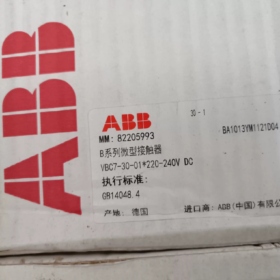 ABB
ABB
MM: 82205993
B系列微型接触器
VBC7-30-01*220-240V DC
执行标准:
GB14048.4
产地: 德国
进口商: ABB(中国)有限公
30-1
BA1013YM1121D04